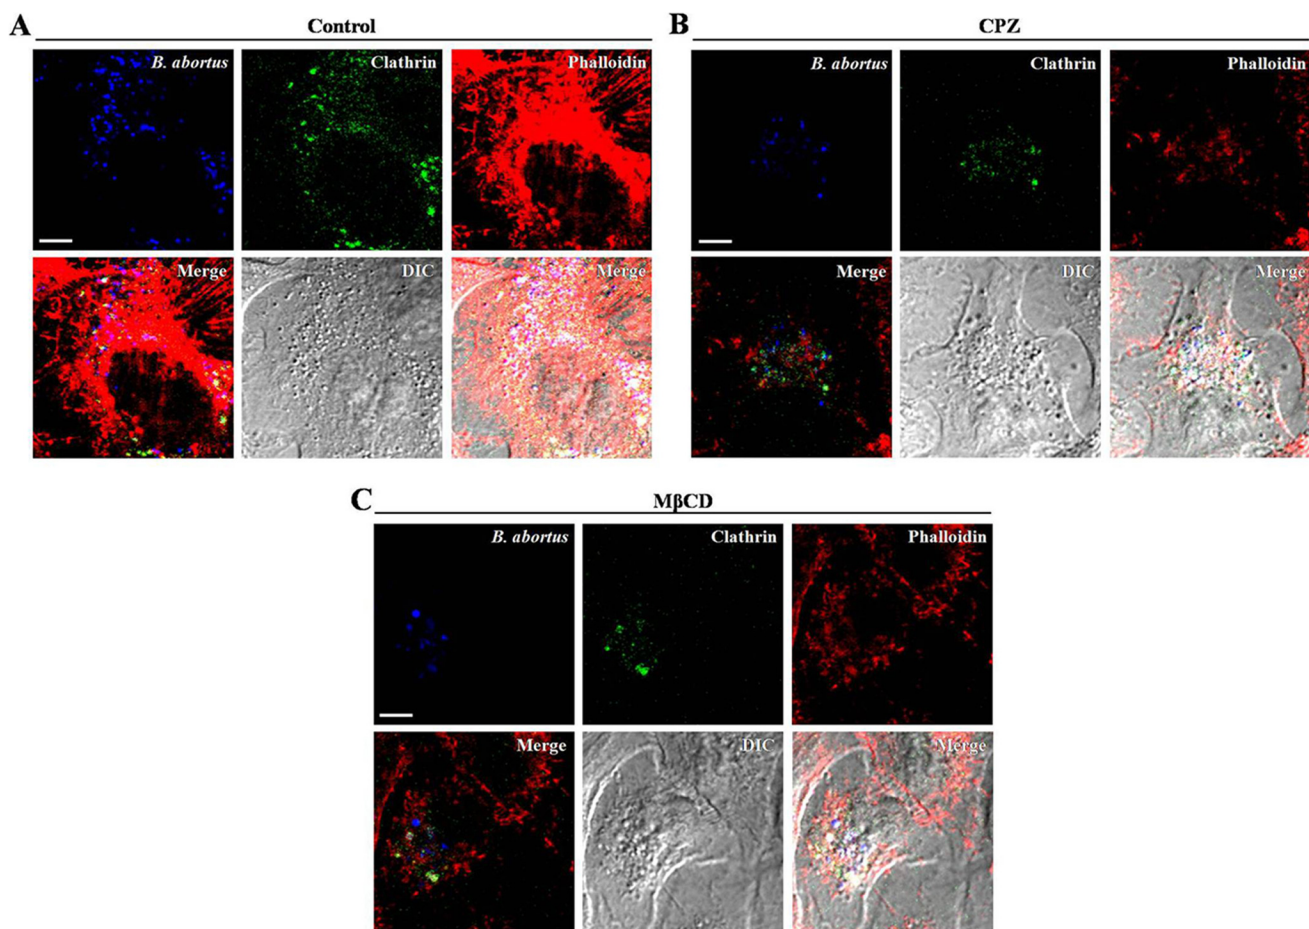 A
Control
B. abortus
Clathrin
Phalloidin
Merge
DIC
Merge
B
CPZ
B. abortus
Clathrin
Phalloidin
Merge
DIC
Merge
C
MβCD
B. abortus
Clathrin
Phalloidin
Merge
DIC
Merge